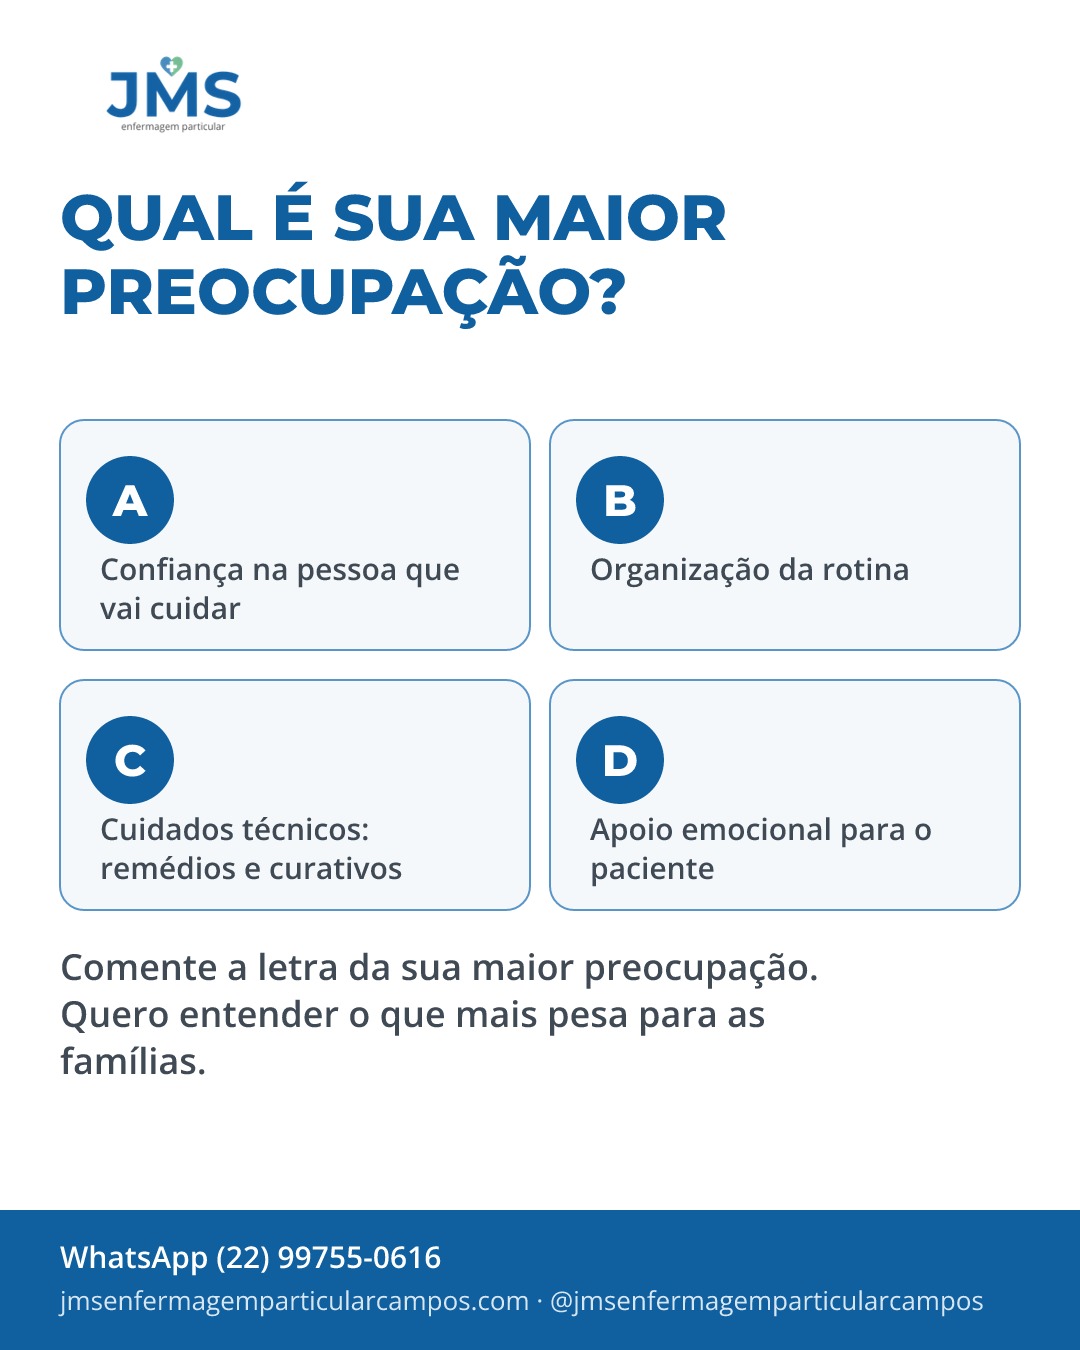 JMS
enfermagem particular
QUAL É SUA MAIOR
PREOCUPAÇÃO?
A
Confiança na pessoa que
vai cuidar
B
Organização da rotina
C
Cuidados técnicos:
remédios e curativos
D
Apoio emocional para o
paciente
Comente a letra da sua maior preocupação.
Quero entender o que mais pesa para as
famílias.
WhatsApp (22) 99755-0616
jmsenfermagemparticularcampos.com · @jmsenfermagemparticularcampos